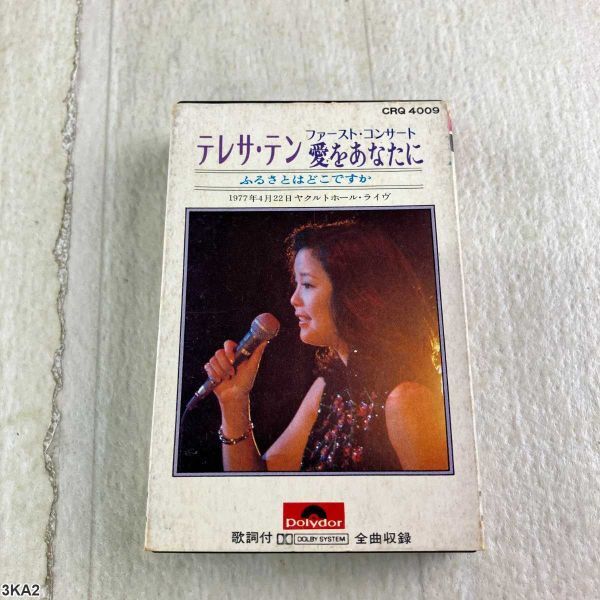 CRQ 4009
ファースト・コンサート
テレサ・テン 愛をあなたに
ふるさとはどこですか
1977年4月22日ヤクルトホール・ライヴ
Polydor
歌詞付 DOLBY SYSTEM 全曲収録
3KA2